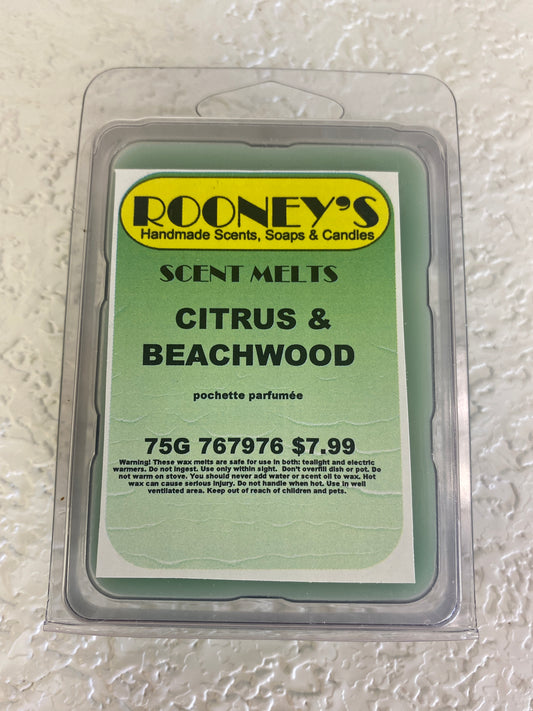 ROONEY'S
Handmade Scents, Soaps & Candles
SCENT MELTS
CITRUS &
BEACHWOOD
pochette parfumée
75G 767976 $7.99
Warning! These wax melts are safe for use in both: tealight and electric
warmers. Do not ingest. Use only within sight. Don't overfill dish or pot. Do
not warm on stove. You should never add water or scent oil to wax. Hot
wax can cause serious injury. Do not handle when hot. Use in well
ventilated area. Keep out of reach of children and pets.